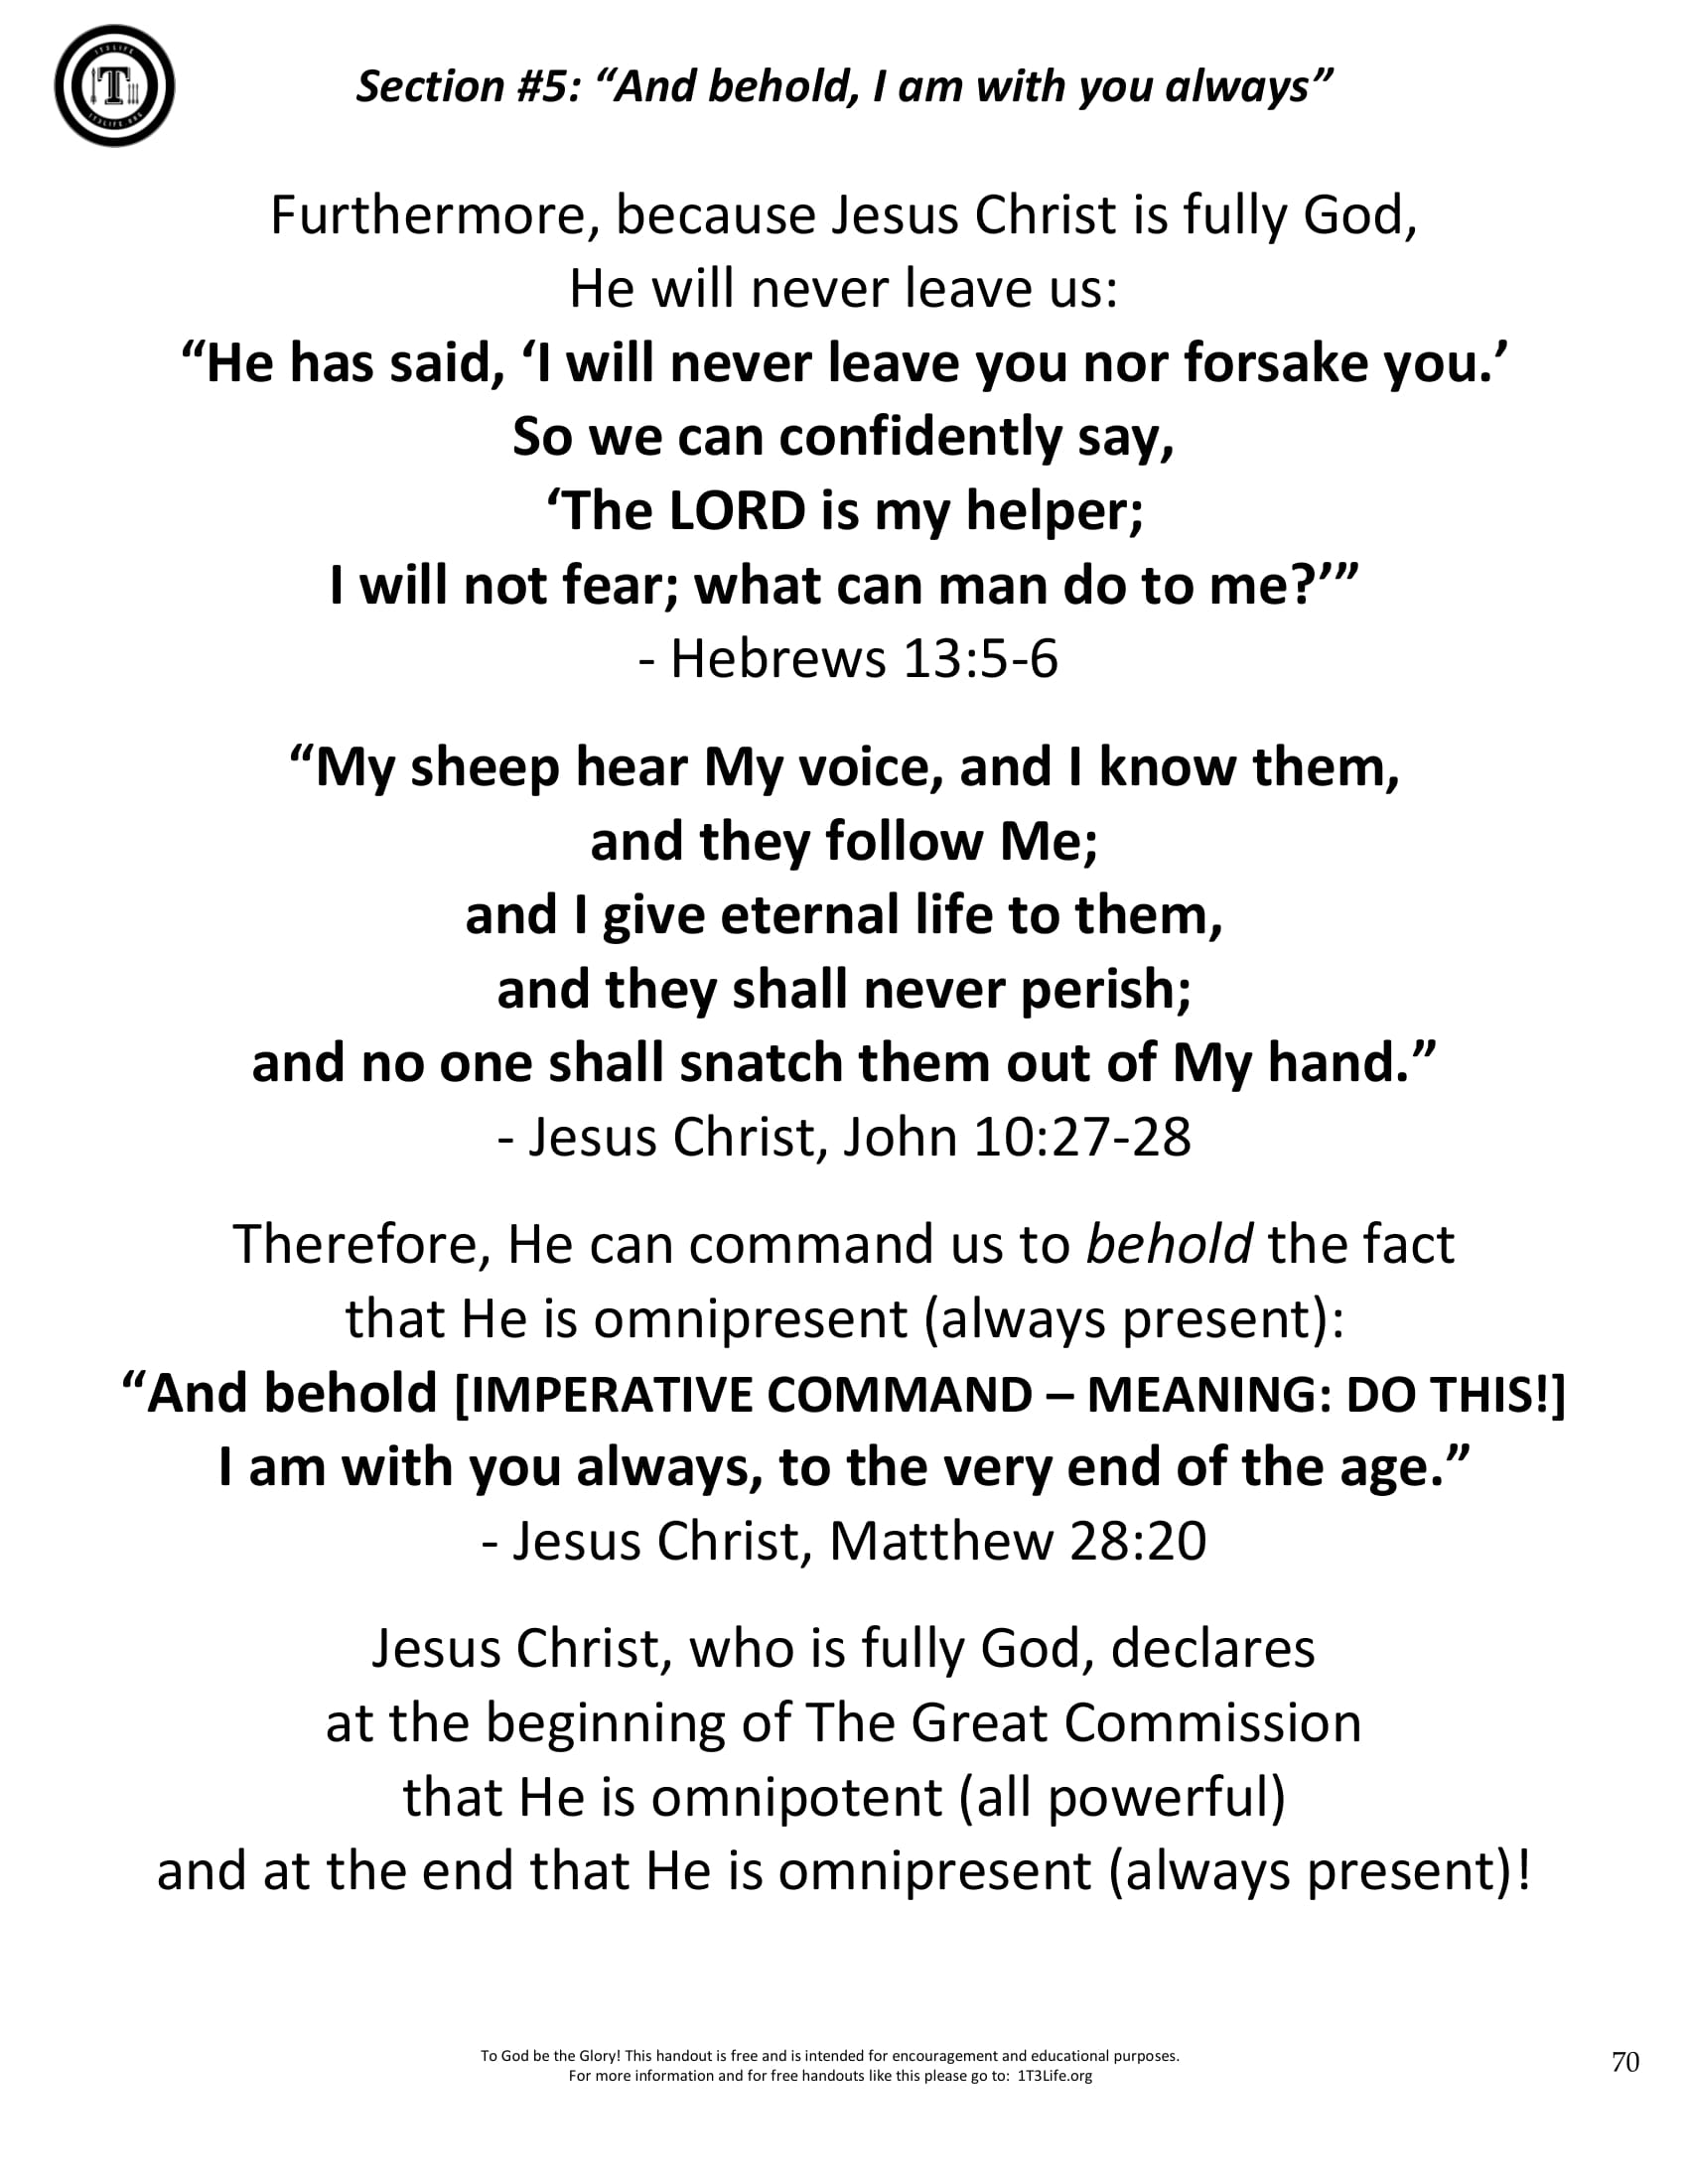 1T3LIFE
T
1T3LIFE.ORG
Section #5: “And behold, I am with you always”
Furthermore, because Jesus Christ is fully God,
He will never leave us:
“He has said, ‘I will never leave you nor forsake you.’
So we can confidently say,
‘The LORD is my helper;
I will not fear; what can man do to me?’”
- Hebrews 13:5-6
“My sheep hear My voice, and I know them,
and they follow Me;
and I give eternal life to them,
and they shall never perish;
and no one shall snatch them out of My hand.”
- Jesus Christ, John 10:27-28
Therefore, He can command us to behold the fact
that He is omnipresent (always present):
“And behold [IMPERATIVE COMMAND – MEANING: DO THIS!]
I am with you always, to the very end of the age.”
- Jesus Christ, Matthew 28:20
Jesus Christ, who is fully God, declares
at the beginning of The Great Commission
that He is omnipotent (all powerful)
and at the end that He is omnipresent (always present)!
To God be the Glory! This handout is free and is intended for encouragement and educational purposes.
For more information and for free handouts like this please go to: 1T3Life.org
70